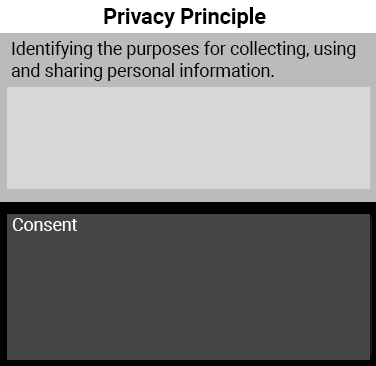 Privacy Principle
Identifying the purposes for collecting, using
and sharing personal information.
Consent